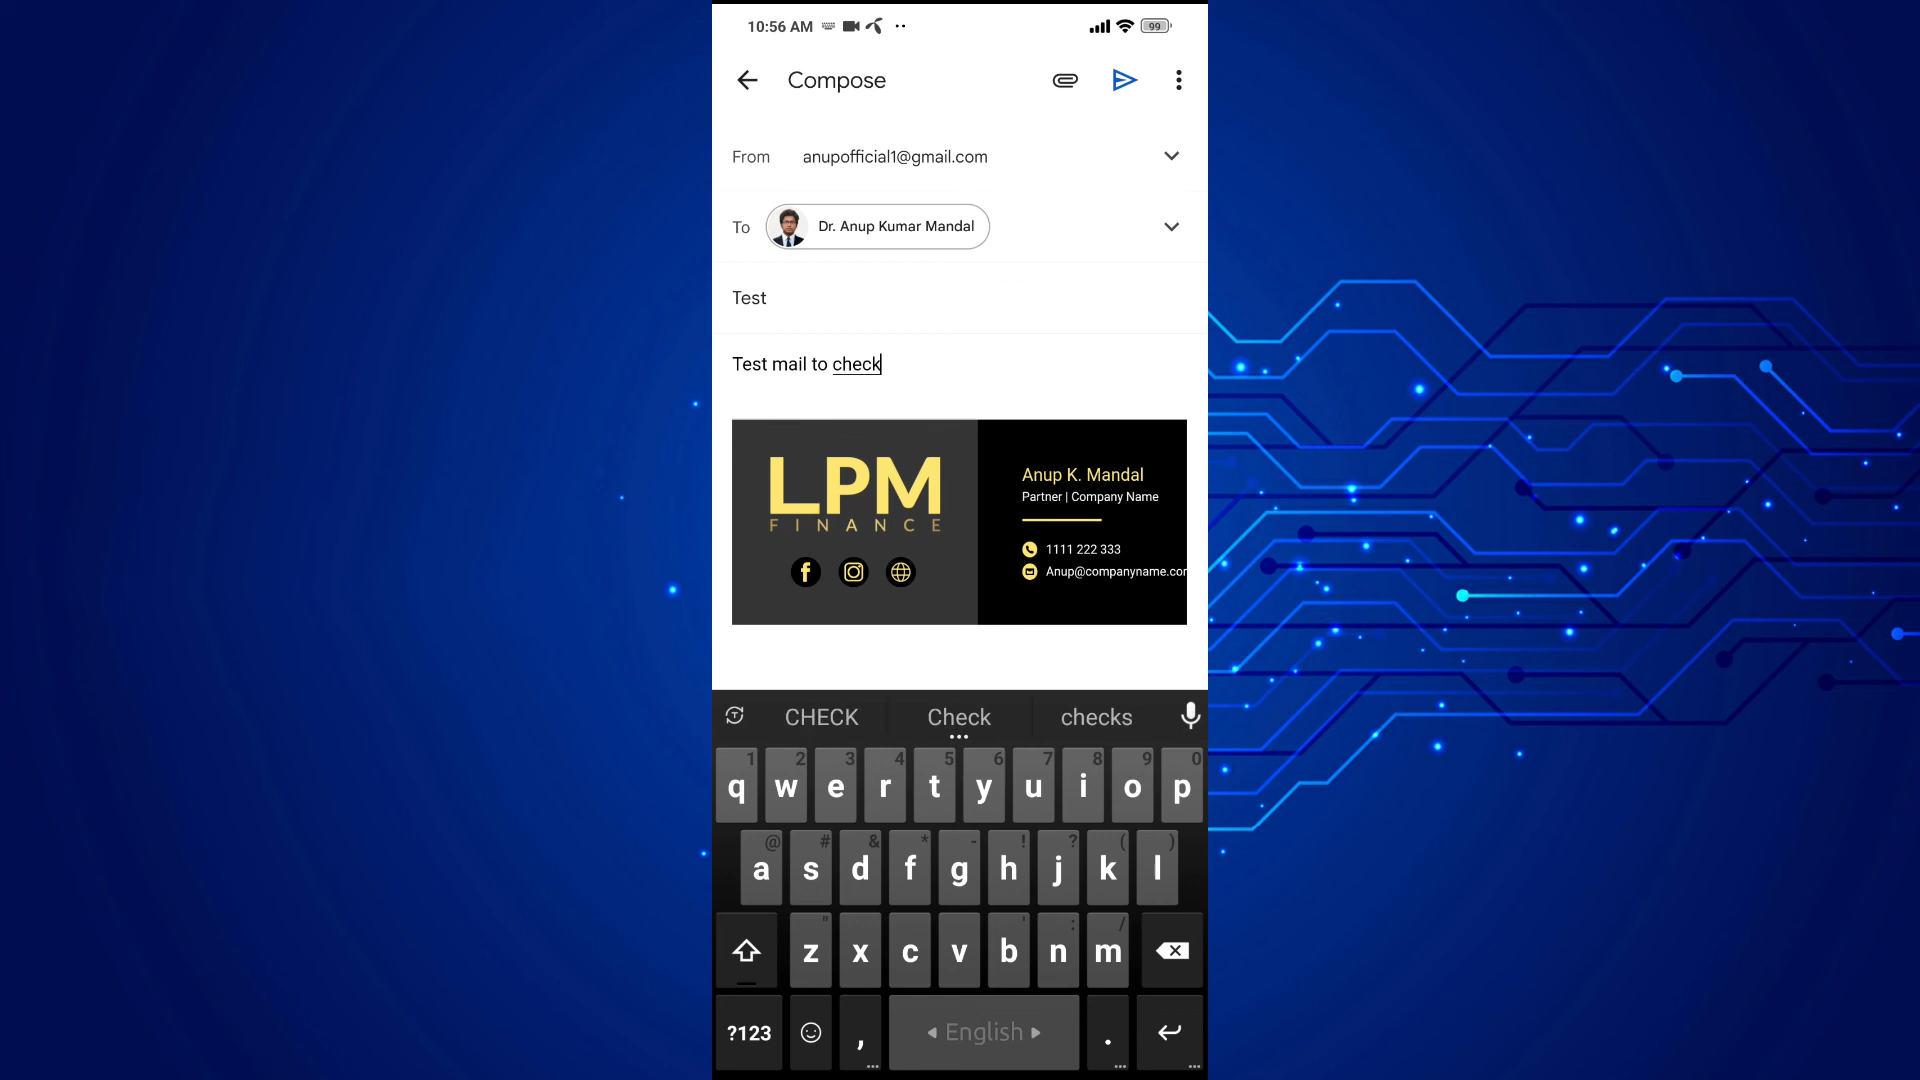 10:56 AM
99
Compose
From anupofficial1@gmail.com
To Dr. Anup Kumar Mandal
Test
Test mail to check
LPM
FINANCE
Anup K. Mandal
Partner | Company Name
1111 222 333
Anup@companyname.com
CHECK Check checks
1 2 3 4 5 6 7 8 9 0
q w e r t y u i o p
@ # & * - ! ? ( )
a s d f g h j k l
" ' : /
z x c v b n m
?123 , English .